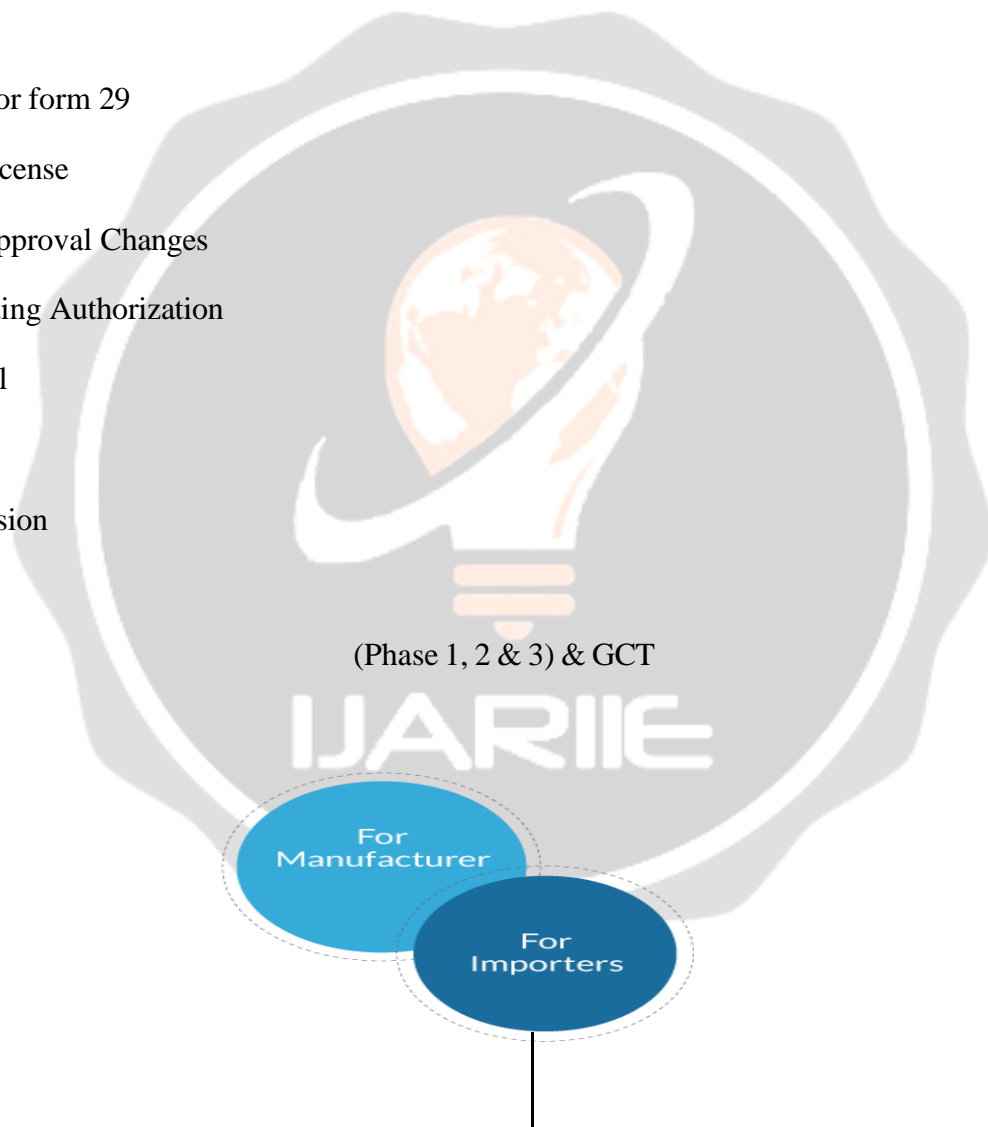 or form 29
cense
pproval Changes
ing Authorization
l
sion
(Phase 1, 2 & 3) & GCT
IJARIIE
For
Manufacturer
For
Importers